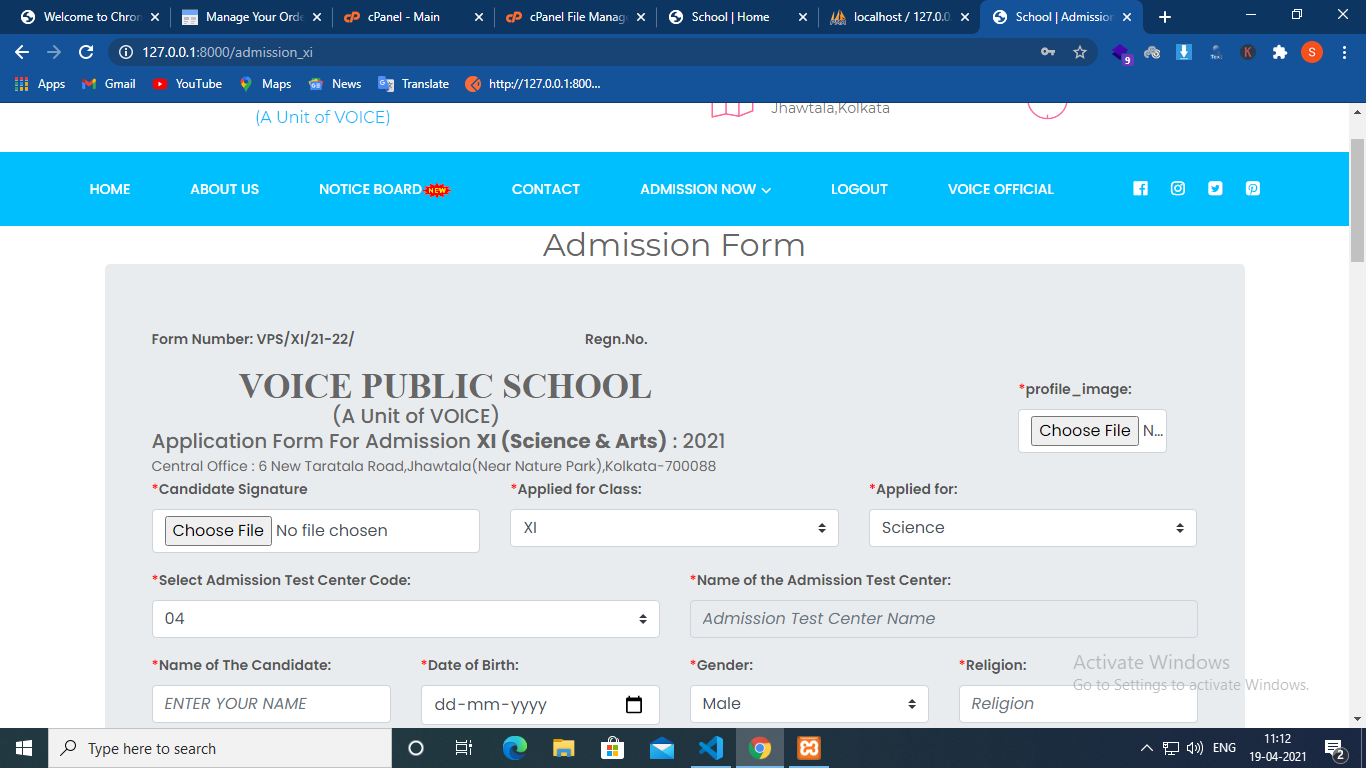 Welcome to Chrom
Manage Your Orde
cPanel - Main
cPanel File Manage
School | Home
localhost / 127.0.0
School | Admission
127.0.0.1:8000/admission_xi
9
K
S
Apps
Gmail
YouTube
Maps
News
Translate
http://127.0.0.1:800...
(A Unit of VOICE)
Jhawtala,Kolkata
HOME
ABOUT US
NOTICE BOARD NEW
CONTACT
ADMISSION NOW
LOGOUT
VOICE OFFICIAL
Admission Form
Form Number: VPS/XI/21-22/
Regn.No.
VOICE PUBLIC SCHOOL
(A Unit of VOICE)
Application Form For Admission XI (Science & Arts) : 2021
Central Office : 6 New Taratala Road,Jhawtala(Near Nature Park),Kolkata-700088
*profile_image:
Choose File N...
*Candidate Signature
Choose File No file chosen
*Applied for Class:
XI
*Applied for:
Science
*Select Admission Test Center Code:
04
*Name of the Admission Test Center:
Admission Test Center Name
*Name of The Candidate:
ENTER YOUR NAME
*Date of Birth:
dd-mm-yyyy
*Gender:
Male
*Religion:
Religion
Activate Windows
Go to Settings to activate Windows.
Type here to search
ENG
11:12
19-04-2021
2